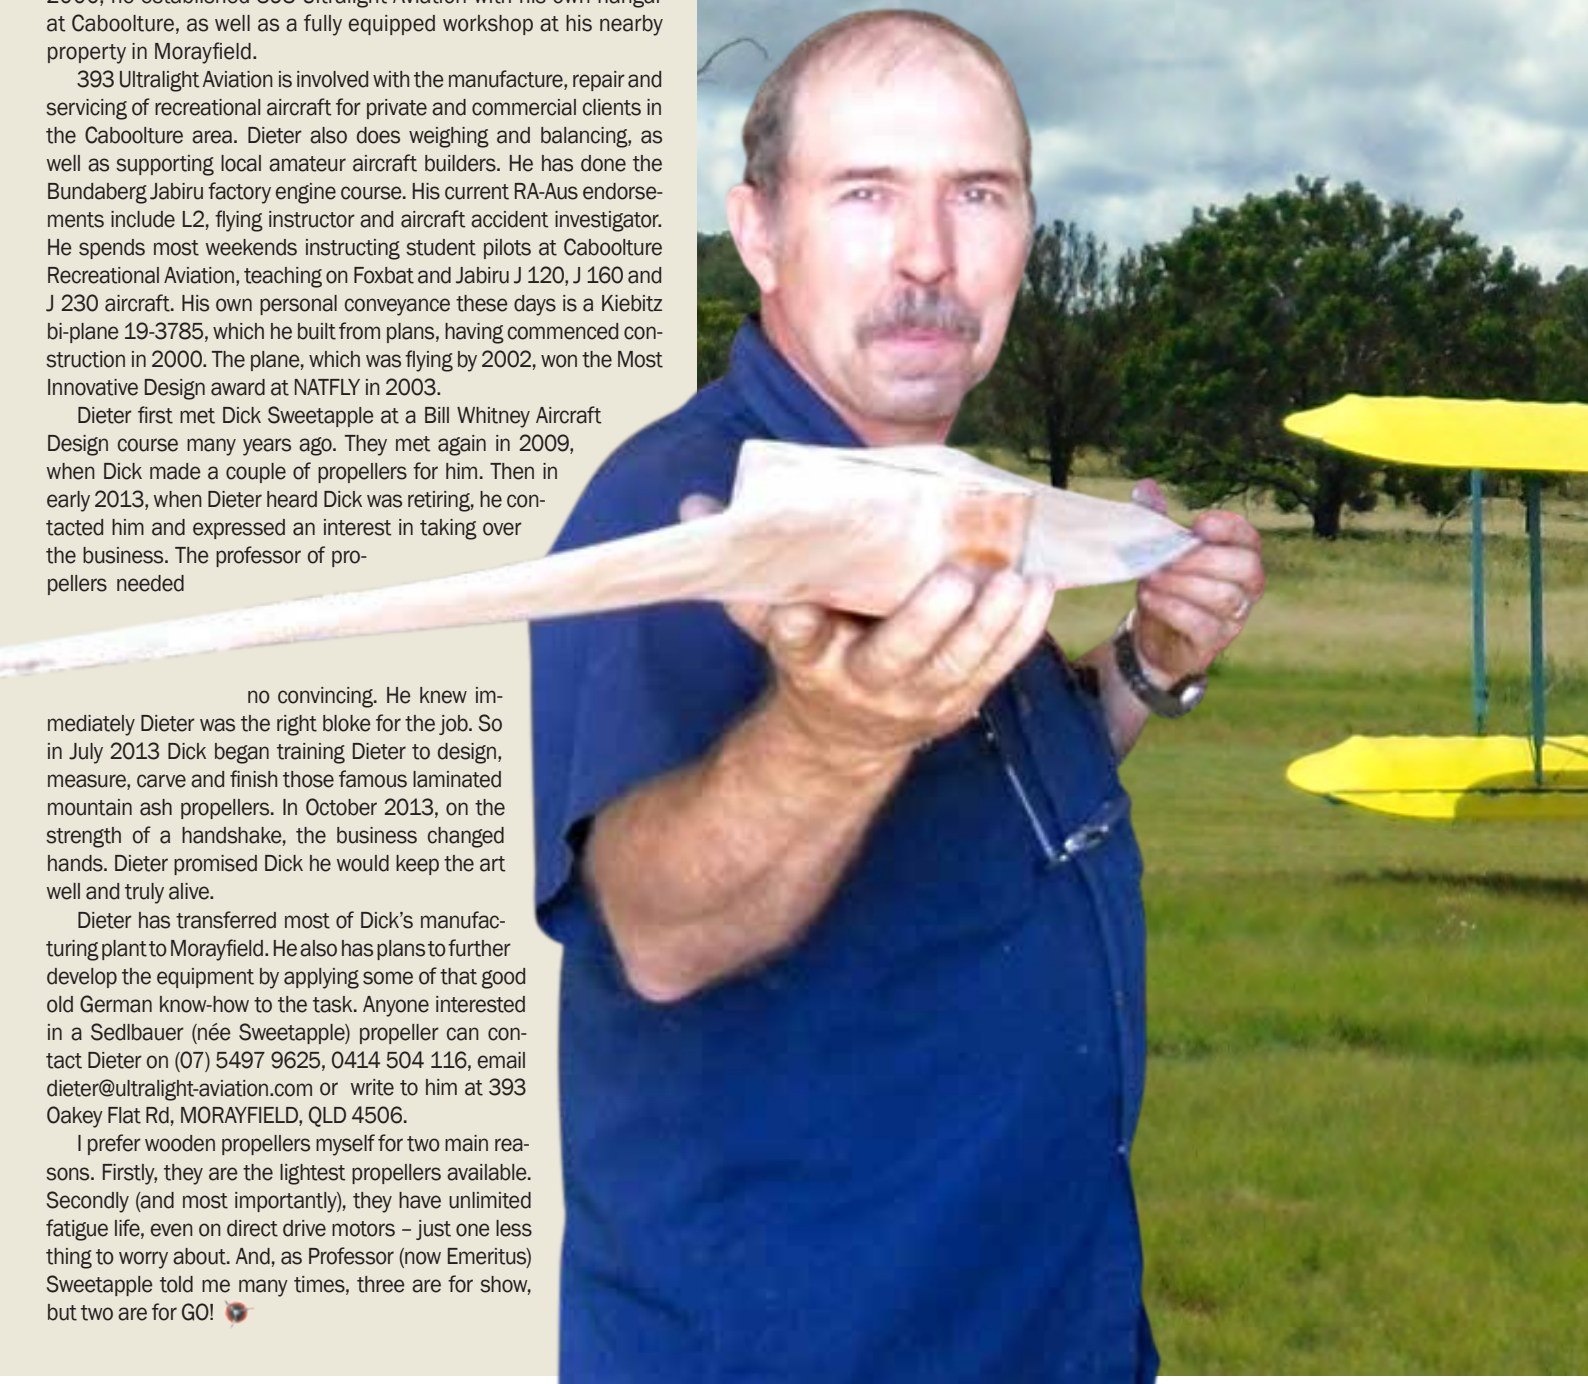 2000, he established 393 Ultralight Aviation with his own hangar
at Caboolture, as well as a fully equipped workshop at his nearby
property in Morayfield.
393 Ultralight Aviation is involved with the manufacture, repair and
servicing of recreational aircraft for private and commercial clients in
the Caboolture area. Dieter also does weighing and balancing, as
well as supporting local amateur aircraft builders. He has done the
Bundaberg Jabiru factory engine course. His current RA-Aus endorse-
ments include L2, flying instructor and aircraft accident investigator.
He spends most weekends instructing student pilots at Caboolture
Recreational Aviation, teaching on Foxbat and Jabiru J 120, J 160 and
J 230 aircraft. His own personal conveyance these days is a Kiebitz
bi-plane 19-3785, which he built from plans, having commenced con-
struction in 2000. The plane, which was flying by 2002, won the Most
Innovative Design award at NATFLY in 2003.
Dieter first met Dick Sweetapple at a Bill Whitney Aircraft
Design course many years ago. They met again in 2009,
when Dick made a couple of propellers for him. Then in
early 2013, when Dieter heard Dick was retiring, he con-
tacted him and expressed an interest in taking over
the business. The professor of pro-
pellers needed
no convincing. He knew im-
mediately Dieter was the right bloke for the job. So
in July 2013 Dick began training Dieter to design,
measure, carve and finish those famous laminated
mountain ash propellers. In October 2013, on the
strength of a handshake, the business changed
hands. Dieter promised Dick he would keep the art
well and truly alive.
Dieter has transferred most of Dick's manufac-
turing plant to Morayfield. He also has plans to further
develop the equipment by applying some of that good
old German know-how to the task. Anyone interested
in a Sedlbauer (née Sweetapple) propeller can con-
tact Dieter on (07) 5497 9625, 0414 504 116, email
dieter@ultralight-aviation.com or write to him at 393
Oakey Flat Rd, MORAYFIELD, QLD 4506.
I prefer wooden propellers myself for two main rea-
sons. Firstly, they are the lightest propellers available.
Secondly (and most importantly), they have unlimited
fatigue life, even on direct drive motors – just one less
thing to worry about. And, as Professor (now Emeritus)
Sweetapple told me many times, three are for show,
but two are for GO!